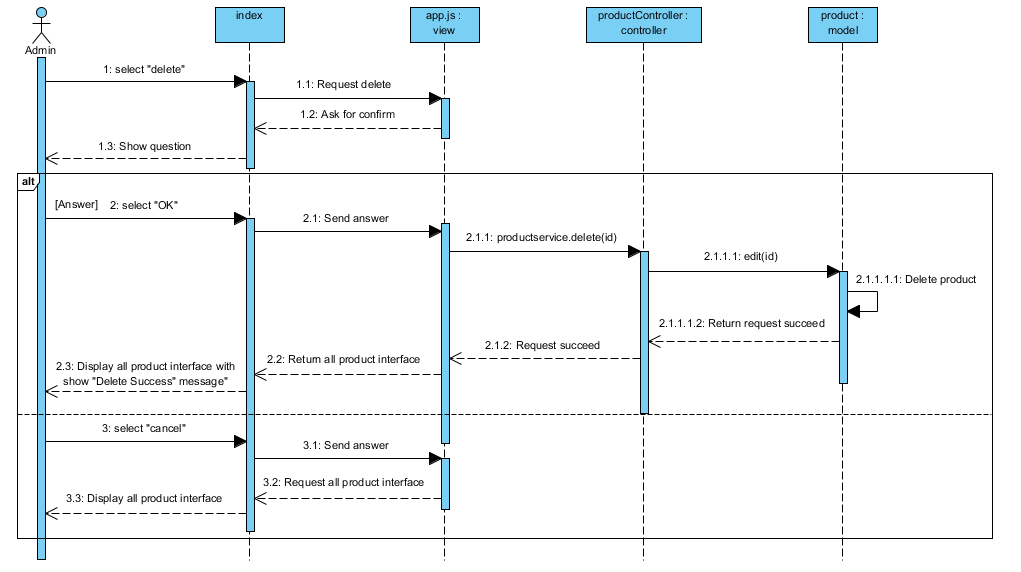 index
app.js :
view
productController :
controller
product :
model
Admin
1: select "delete"
1.1: Request delete
1.2: Ask for confirm
1.3: Show question
alt
[Answer]
2: select "OK"
2.1: Send answer
2.1.1: productservice.delete(id)
2.1.1.1: edit(id)
2.1.1.1.1: Delete product
2.1.1.1.2: Return request succeed
2.1.2: Request succeed
2.2: Return all product interface
2.3: Display all product interface with
show "Delete Success" message"
3: select "cancel"
3.1: Send answer
3.2: Request all product interface
3.3: Display all product interface